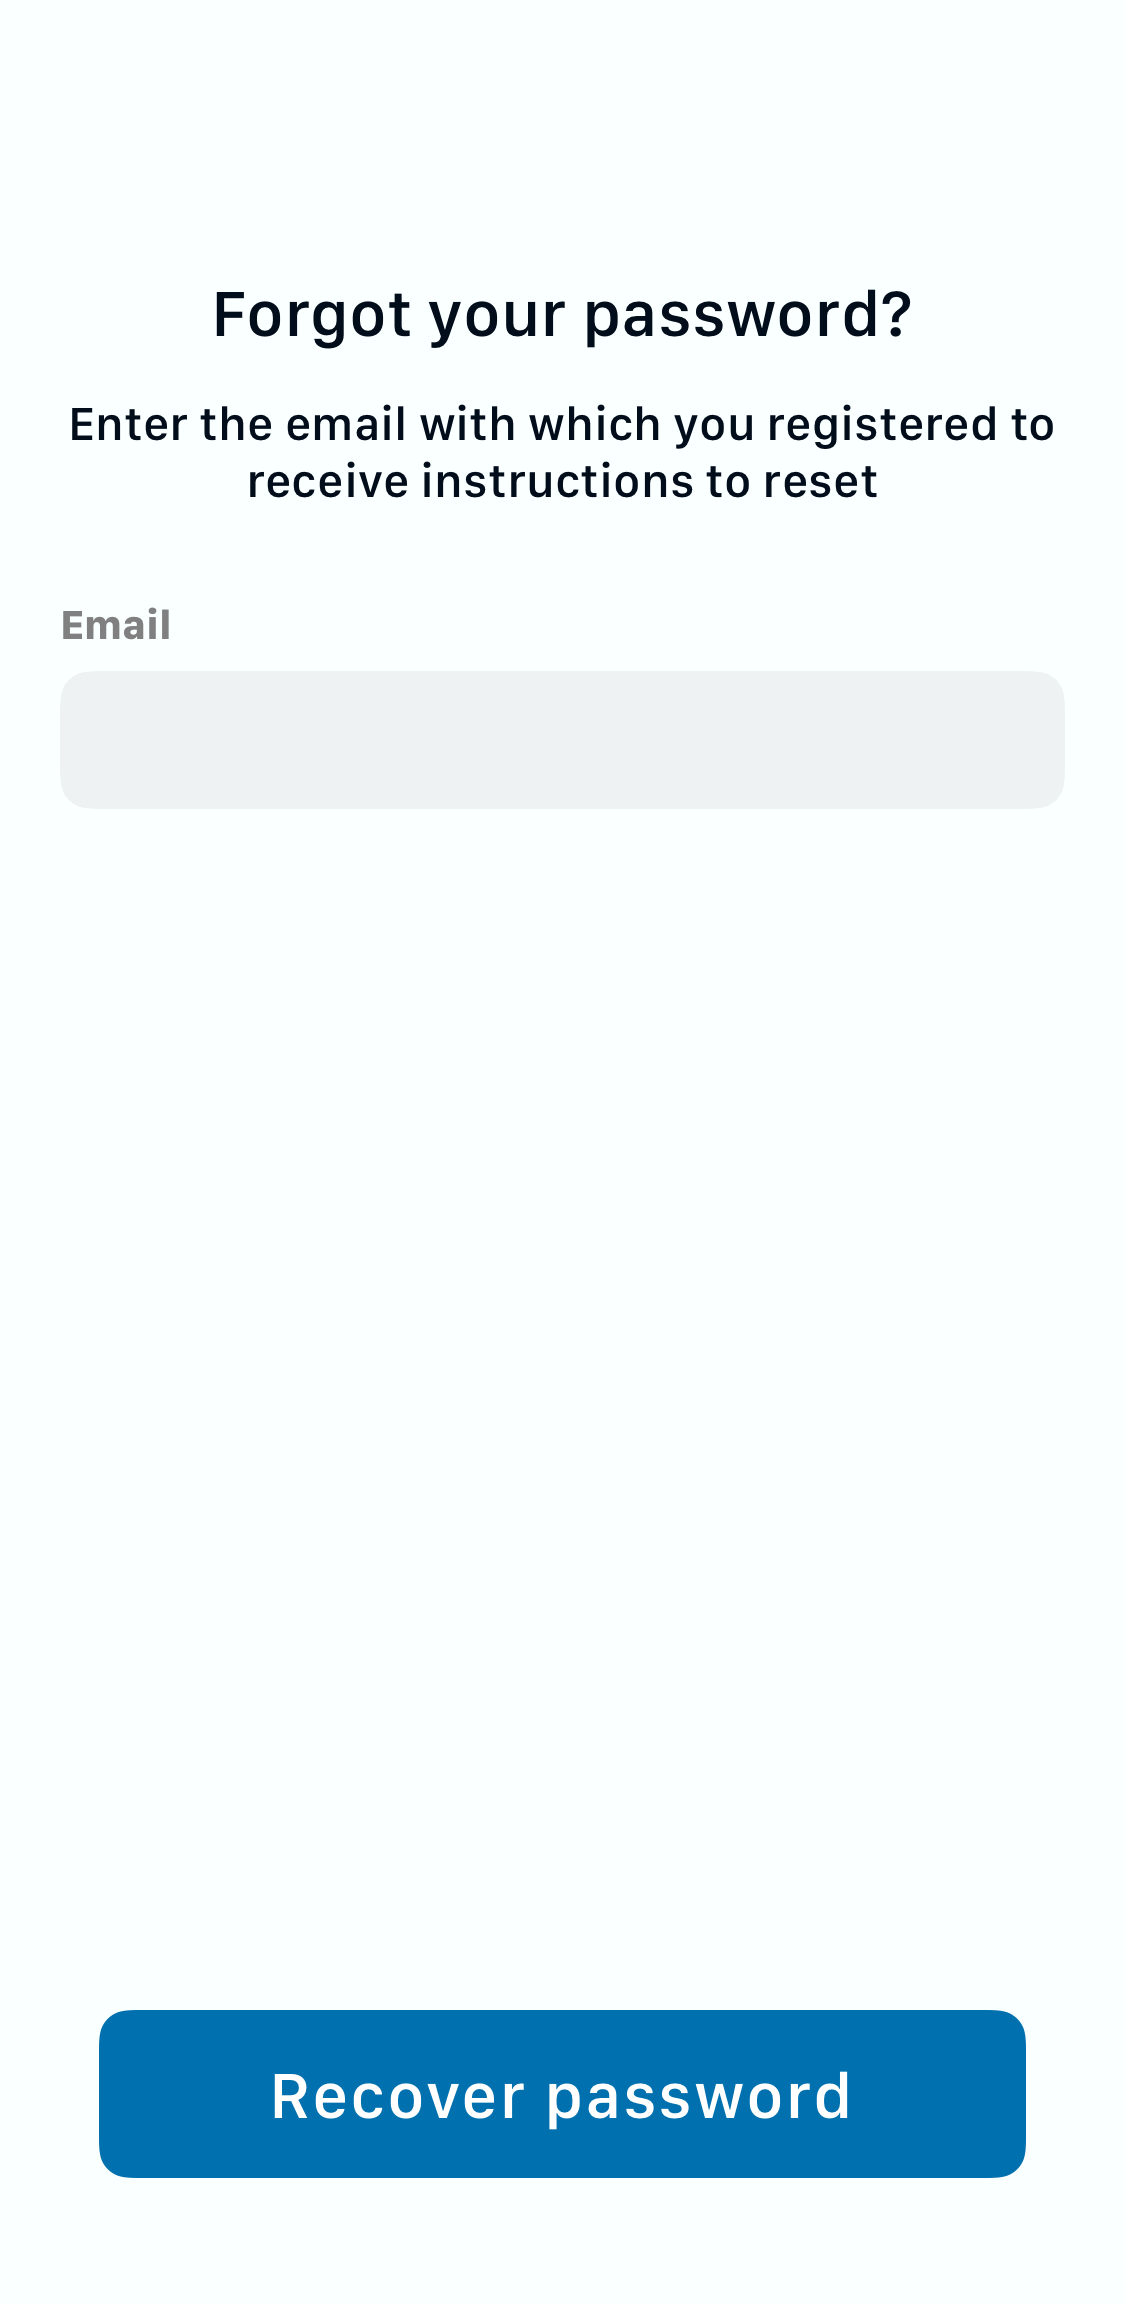 Forgot your password?
Enter the email with which you registered to
receive instructions to reset
Email
Recover password